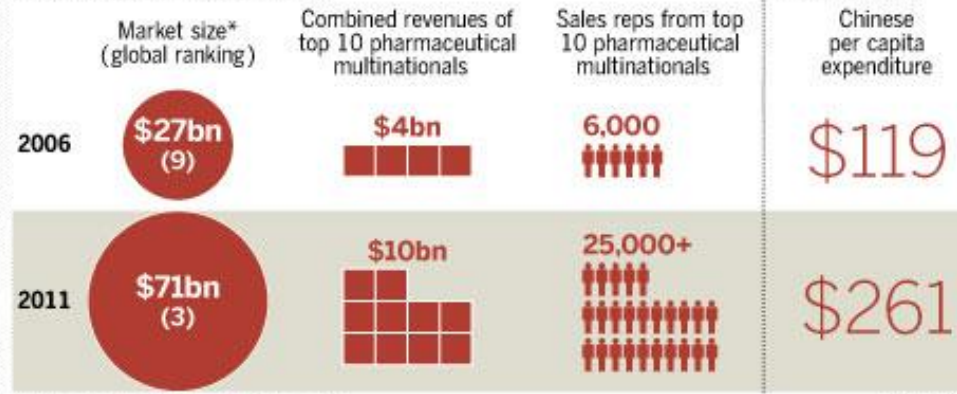 Market size*
(global ranking)
Combined revenues of
top 10 pharmaceutical
multinationals
Sales reps from top
10 pharmaceutical
multinationals
Chinese
per capita
expenditure
2006
$27bn
(9)
$4bn
6,000
$119
2011
$71bn
(3)
$10bn
25,000+
$261